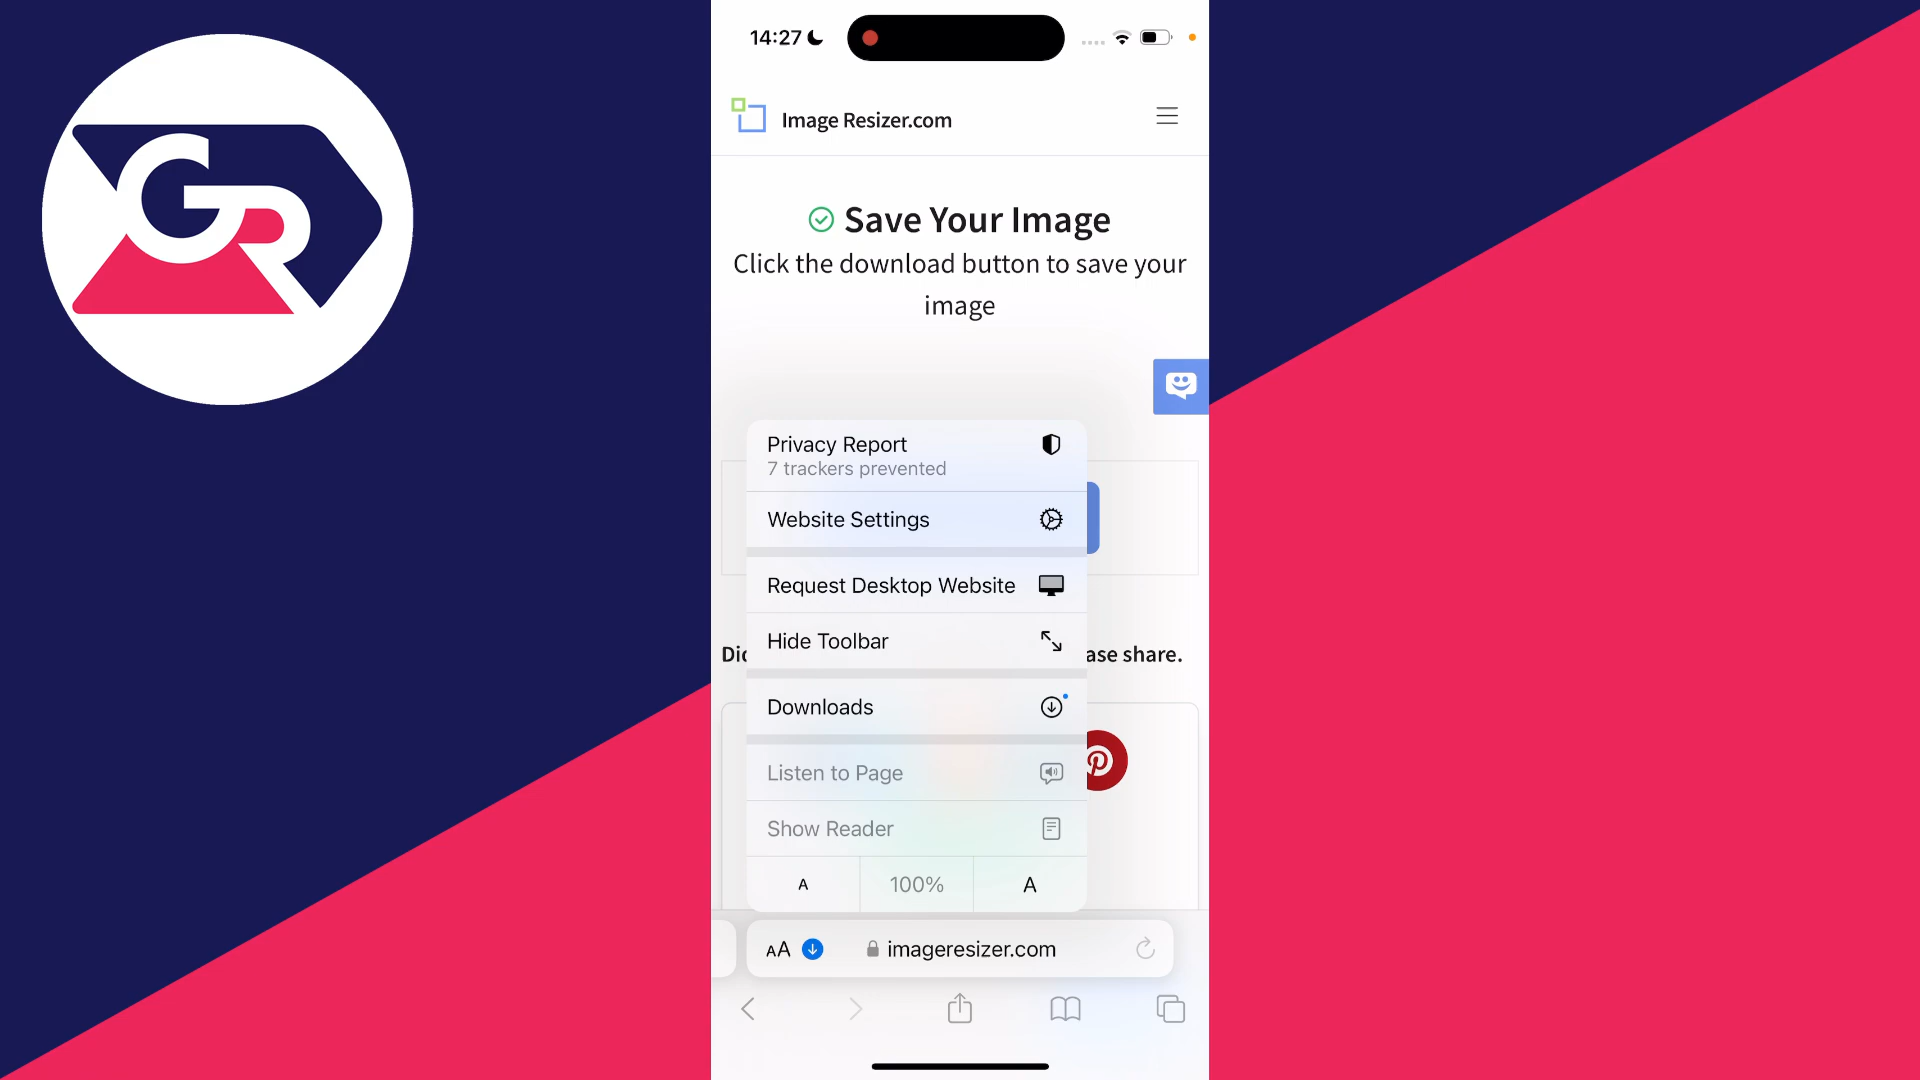 GR
14:27
Image Resizer.com
Save Your Image
Click the download button to save your
image
Privacy Report
7 trackers prevented
Website Settings
Request Desktop Website
Hide Toolbar
Did
ase share.
Downloads
Listen to Page
Show Reader
A 100% A
AA imageresizer.com